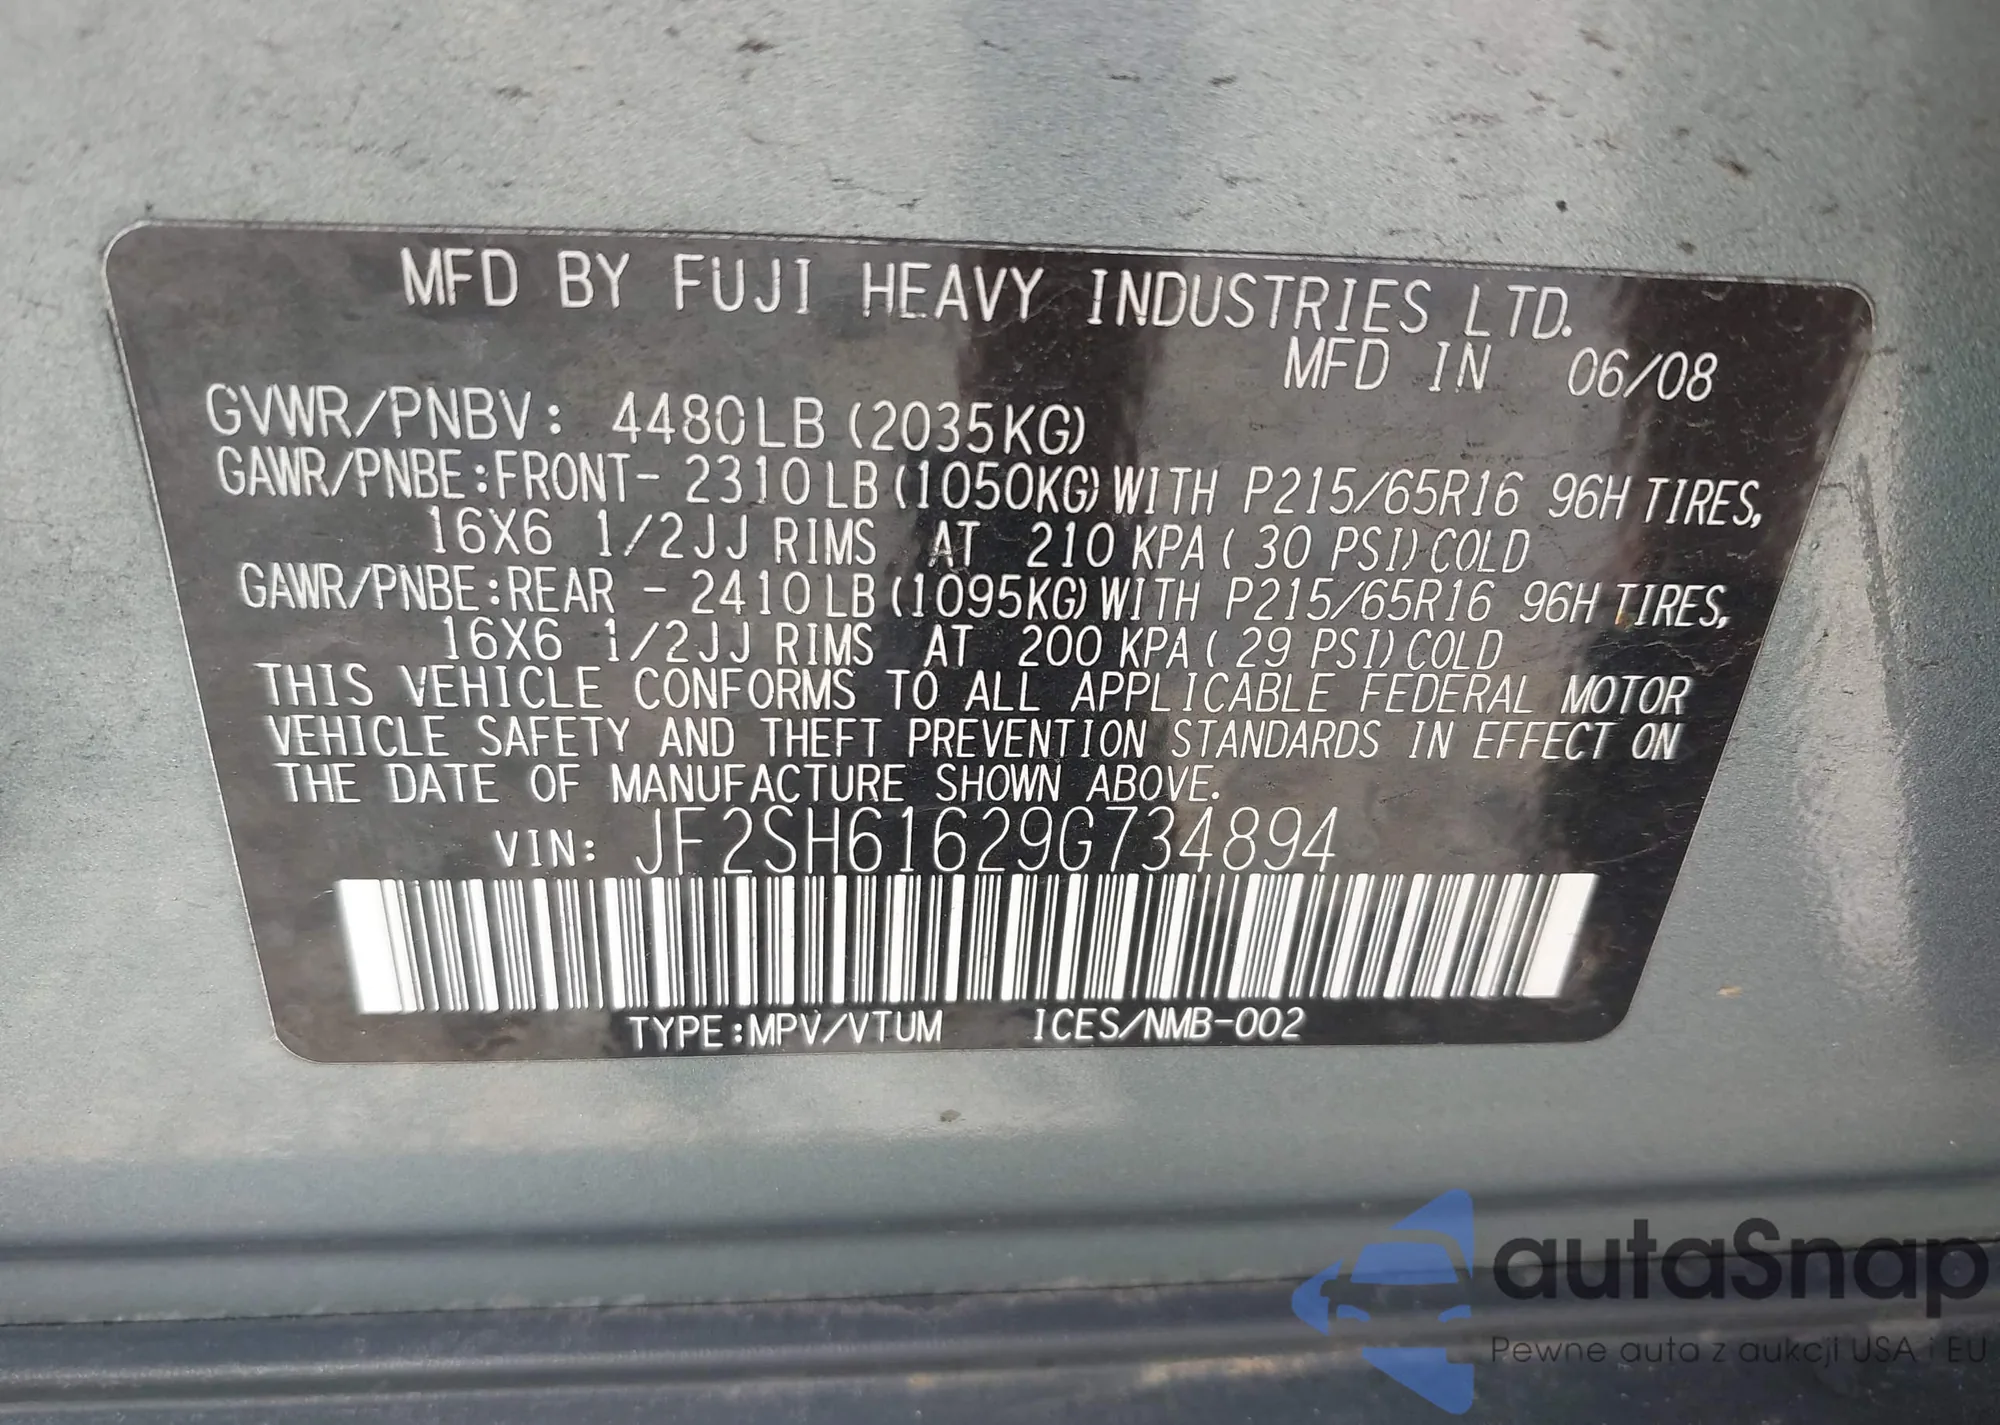 MFD BY FUJI HEAVY INDUSTRIES LTD.
MFD IN 06/08
GVWR/PNBV: 4480LB (2035KG)
GAWR/PNBE:FRONT- 2310LB (1050KG) WITH P215/65R16 96H TIRES,
16X6 1/2JJ RIMS AT 210 KPA ( 30 PSI) COLD
GAWR/PNBE:REAR - 2410LB (1095KG) WITH P215/65R16 96H TIRES,
16X6 1/2JJ RIMS AT 200 KPA ( 29 PSI) COLD
THIS VEHICLE CONFORMS TO ALL APPLICABLE FEDERAL MOTOR
VEHICLE SAFETY AND THEFT PREVENTION STANDARDS IN EFFECT ON
THE DATE OF MANUFACTURE SHOWN ABOVE.
VIN: JF2SH61629G734894
TYPE:MPV/VTUM ICES/NMB-002
autaSnap
Pewne auta z aukcji USA i EU